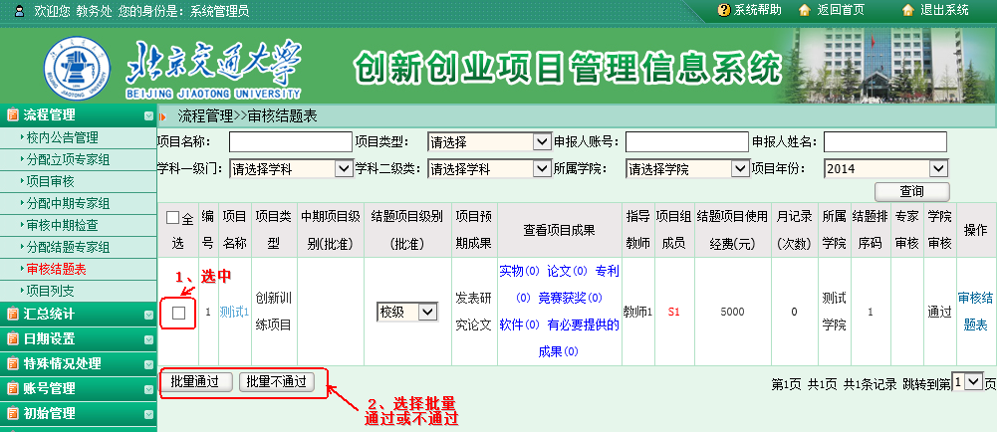 欢迎您 教务处 您的身份是：系统管理员 系统帮助 返回首页 退出系统
北京交通大学
BEIJING JIAOTONG UNIVERSITY
创新创业项目管理信息系统
流程管理
校内公告管理
分配立项专家组
项目审核
分配中期专家组
审核中期检查
分配结题专家组
审核结题表
项目列支
汇总统计
日期设置
特殊情况处理
账号管理
初始管理
流程管理>>审核结题表
项目名称： 项目类型： 请选择 申报人账号： 申报人姓名：
学科一级门： 请选择学科 学科二级类： 请选择学科 所属学院： 请选择学院 项目年份： 2014
查询
全选 编号 项目名称 项目类型 中期项目级别(批准) 结题项目级别(批准) 项目预期成果 查看项目成果 指导教师 项目组成员 结题项目使用经费(元) 月记录(次数) 所属学院 结题排序码 专家审核 学院审核 操作
1、选中
1 测试1 创新训练项目 校级 发表研究论文 实物(0) 论文(0) 专利(0) 竞赛获奖(0) 软件(0) 有必要提供的成果(0) 教师1 S1 5000 0 测试学院 1 通过 审核结题表
批量通过 批量不通过
第1页 共1页 共1条记录 跳转到第 1 页
2、选择批量
通过或不通过